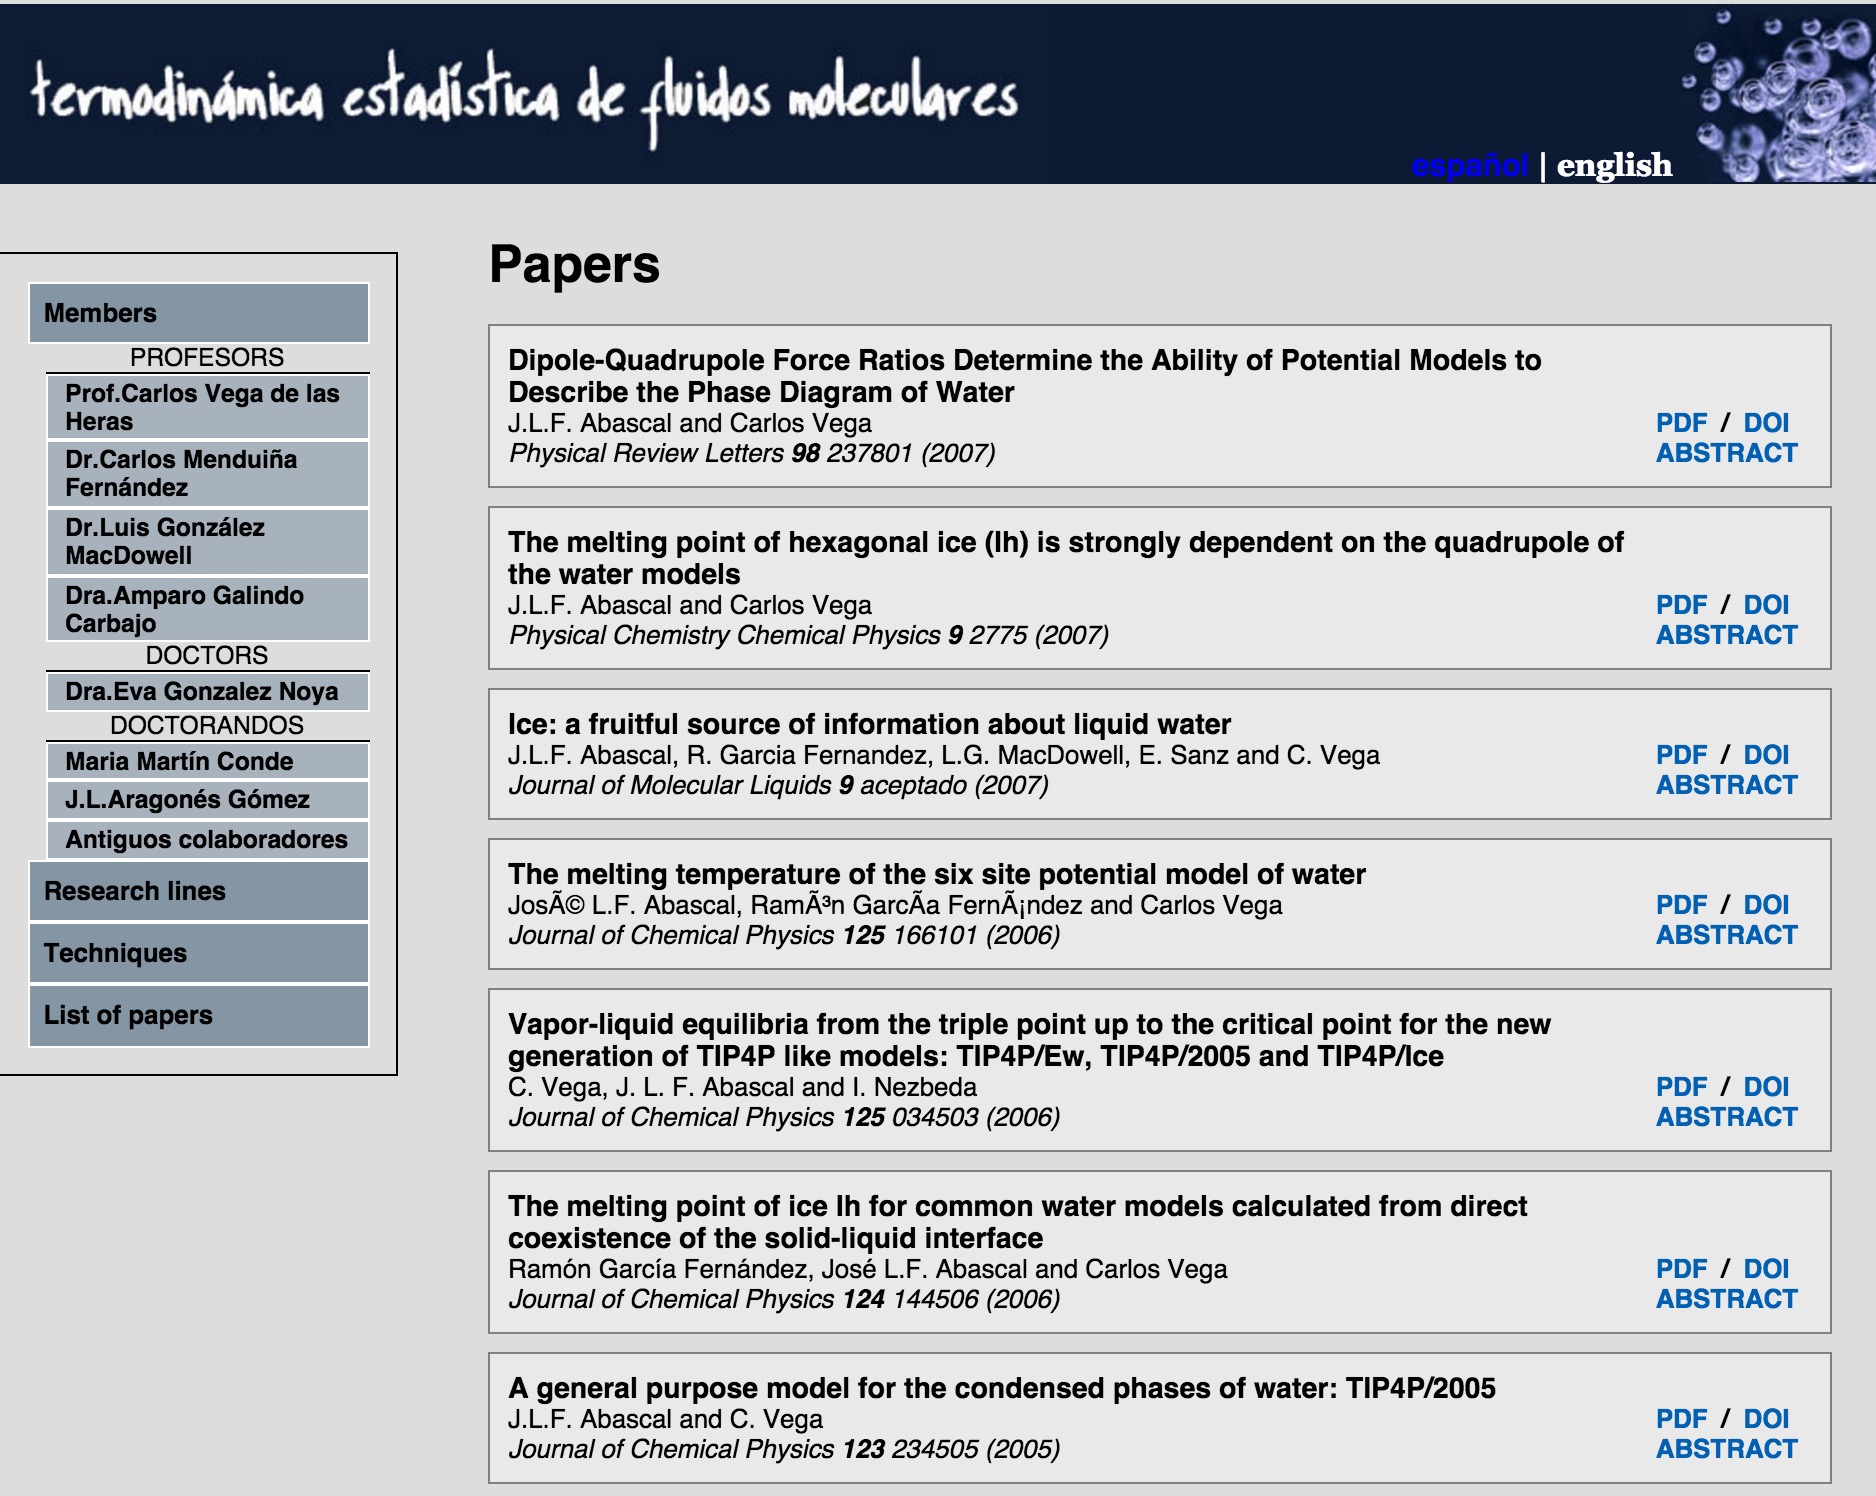 termodinámica estadística de fluidos moleculares
español | english
Members
PROFESORS
Prof.Carlos Vega de las
Heras
Dr.Carlos Menduiña
Fernández
Dr.Luis González
MacDowell
Dra.Amparo Galindo
Carbajo
DOCTORS
Dra.Eva Gonzalez Noya
DOCTORANDOS
Maria Martín Conde
J.L.Aragonés Gómez
Antiguos colaboradores
Research lines
Techniques
List of papers
Papers
Dipole-Quadrupole Force Ratios Determine the Ability of Potential Models to
Describe the Phase Diagram of Water
J.L.F. Abascal and Carlos Vega
Physical Review Letters 98 237801 (2007)
PDF / DOI
ABSTRACT
The melting point of hexagonal ice (Ih) is strongly dependent on the quadrupole of
the water models
J.L.F. Abascal and Carlos Vega
Physical Chemistry Chemical Physics 9 2775 (2007)
PDF / DOI
ABSTRACT
Ice: a fruitful source of information about liquid water
J.L.F. Abascal, R. Garcia Fernandez, L.G. MacDowell, E. Sanz and C. Vega
Journal of Molecular Liquids 9 aceptado (2007)
PDF / DOI
ABSTRACT
The melting temperature of the six site potential model of water
JosÃ© L.F. Abascal, RamÃ³n GarcÃa FernÃ¡ndez and Carlos Vega
Journal of Chemical Physics 125 166101 (2006)
PDF / DOI
ABSTRACT
Vapor-liquid equilibria from the triple point up to the critical point for the new
generation of TIP4P like models: TIP4P/Ew, TIP4P/2005 and TIP4P/Ice
C. Vega, J. L. F. Abascal and I. Nezbeda
Journal of Chemical Physics 125 034503 (2006)
PDF / DOI
ABSTRACT
The melting point of ice Ih for common water models calculated from direct
coexistence of the solid-liquid interface
Ramón García Fernández, José L.F. Abascal and Carlos Vega
Journal of Chemical Physics 124 144506 (2006)
PDF / DOI
ABSTRACT
A general purpose model for the condensed phases of water: TIP4P/2005
J.L.F. Abascal and C. Vega
Journal of Chemical Physics 123 234505 (2005)
PDF / DOI
ABSTRACT